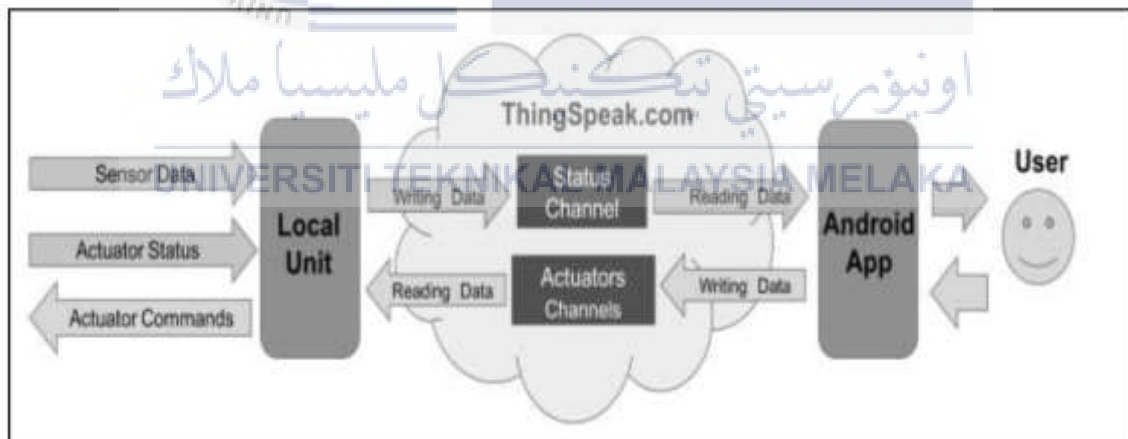 اونيۏرسيتي تيكنيكل مليسيا ملاك
UNIVERSITI TEKNIKAL MALAYSIA MELAKA
ThingSpeak.com
Sensor Data
Actuator Status
Actuator Commands
Local
Unit
Writing Data
Status
Channel
Reading Data
Reading Data
Actuators
Channels
Writing Data
Android
App
User